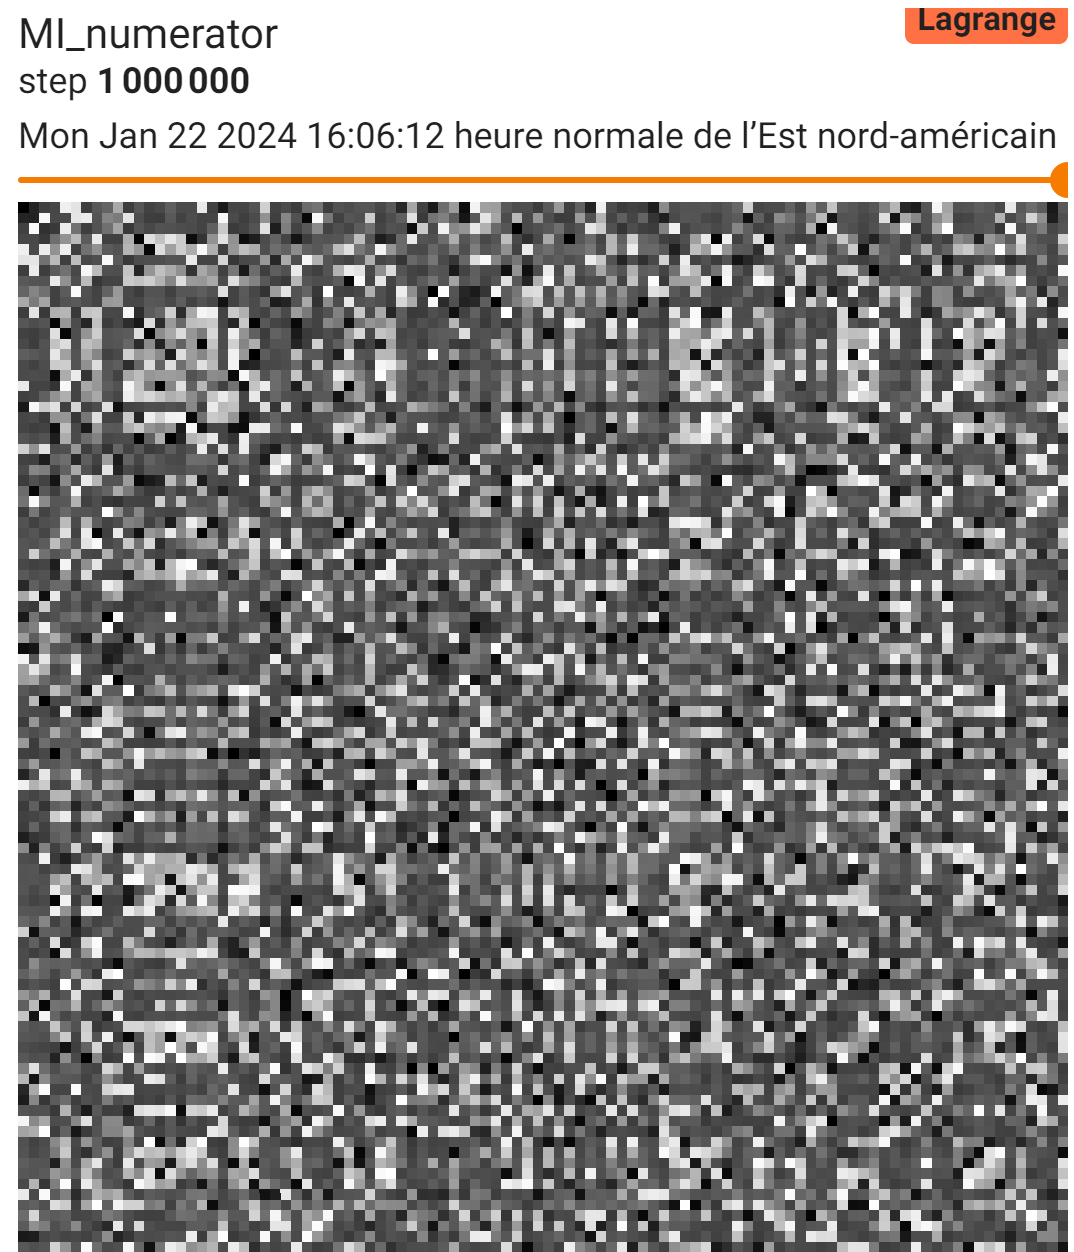 MI_numerator
Lagrange
step 1 000 000
Mon Jan 22 2024 16:06:12 heure normale de l’Est nord-américain